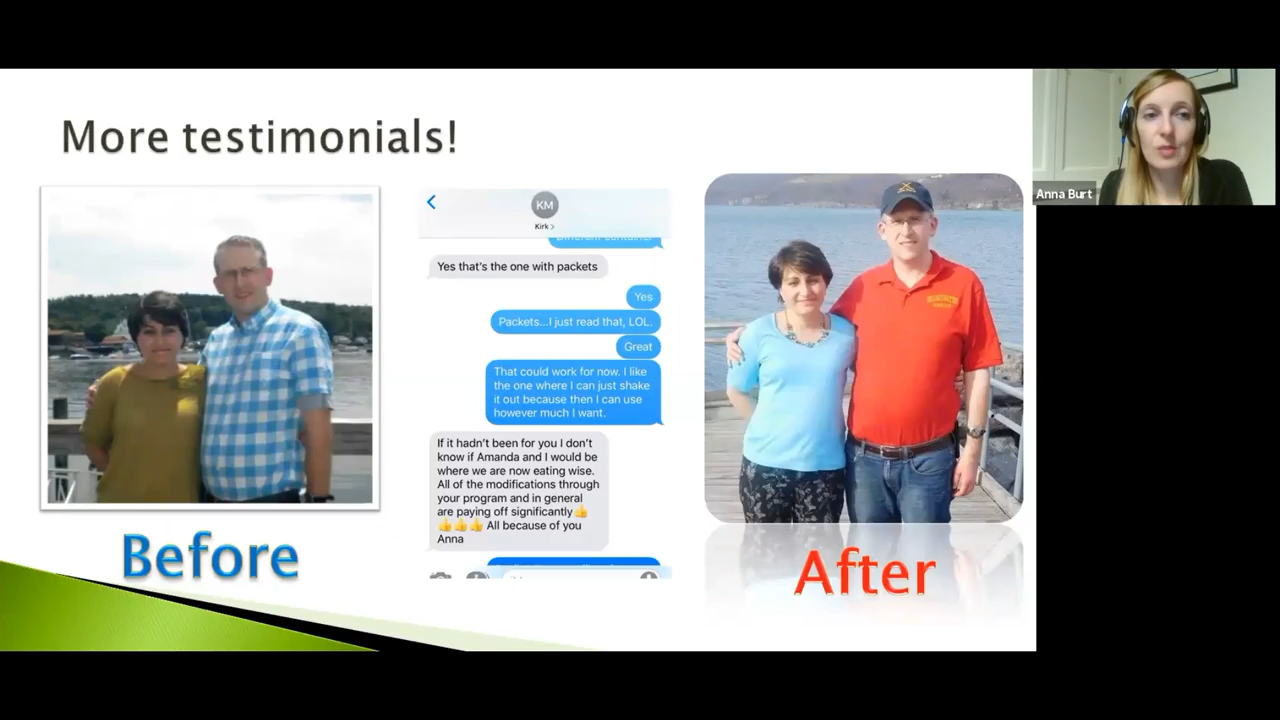 More testimonials!
Anna Burt
KM
Kirk >
Different container.
Yes that's the one with packets
Yes
Packets...I just read that, LOL.
Great
That could work for now. I like
the one where I can just shake
it out because then I can use
however much I want.
If it hadn't been for you I don't
know if Amanda and I would be
where we are now eating wise.
All of the modifications through
your program and in general
are paying off significantly👍
👍👍👍 All because of you
Anna
Before
After